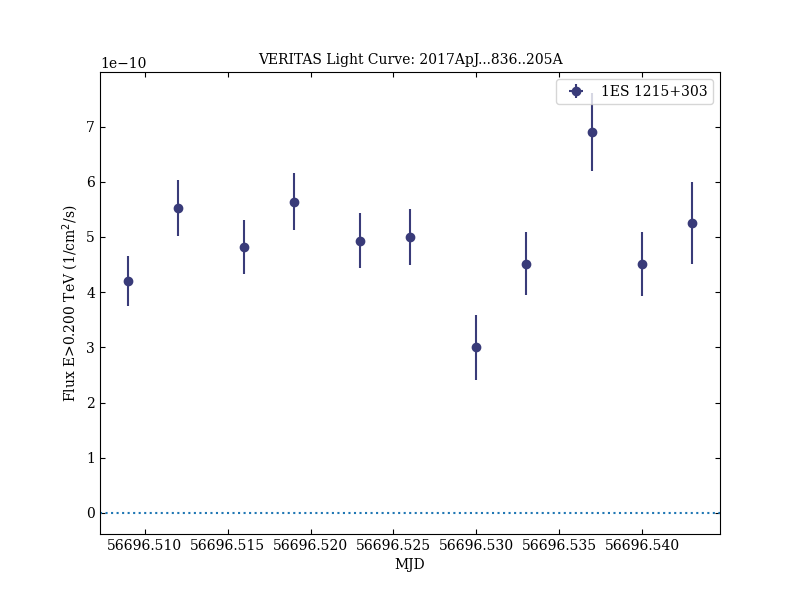 VERITAS Light Curve: 2017ApJ...836..205A
1e−10
1ES 1215+303
7
6
5
4
3
2
1
0
Flux E>0.200 TeV (1/cm²/s)
56696.510 56696.515 56696.520 56696.525 56696.530 56696.535 56696.540
MJD